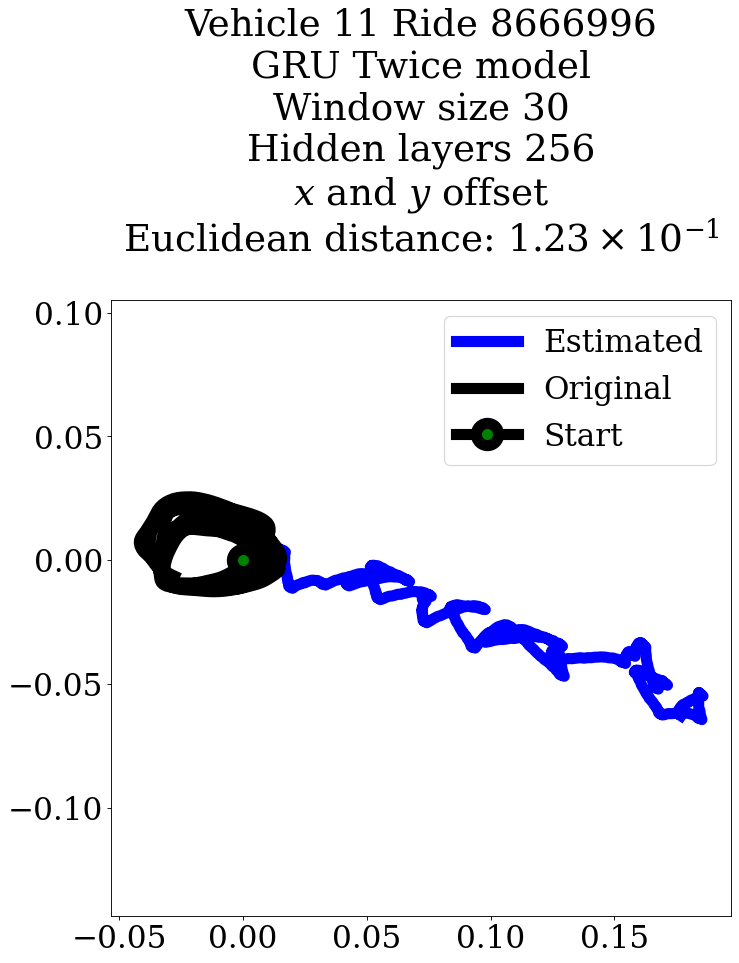 Vehicle 11 Ride 8666996
GRU Twice model
Window size 30
Hidden layers 256
x and y offset
Euclidean distance: 1.23 × 10⁻¹
Estimated
Original
Start
0.10
0.05
0.00
−0.05
−0.10
−0.05 0.00 0.05 0.10 0.15